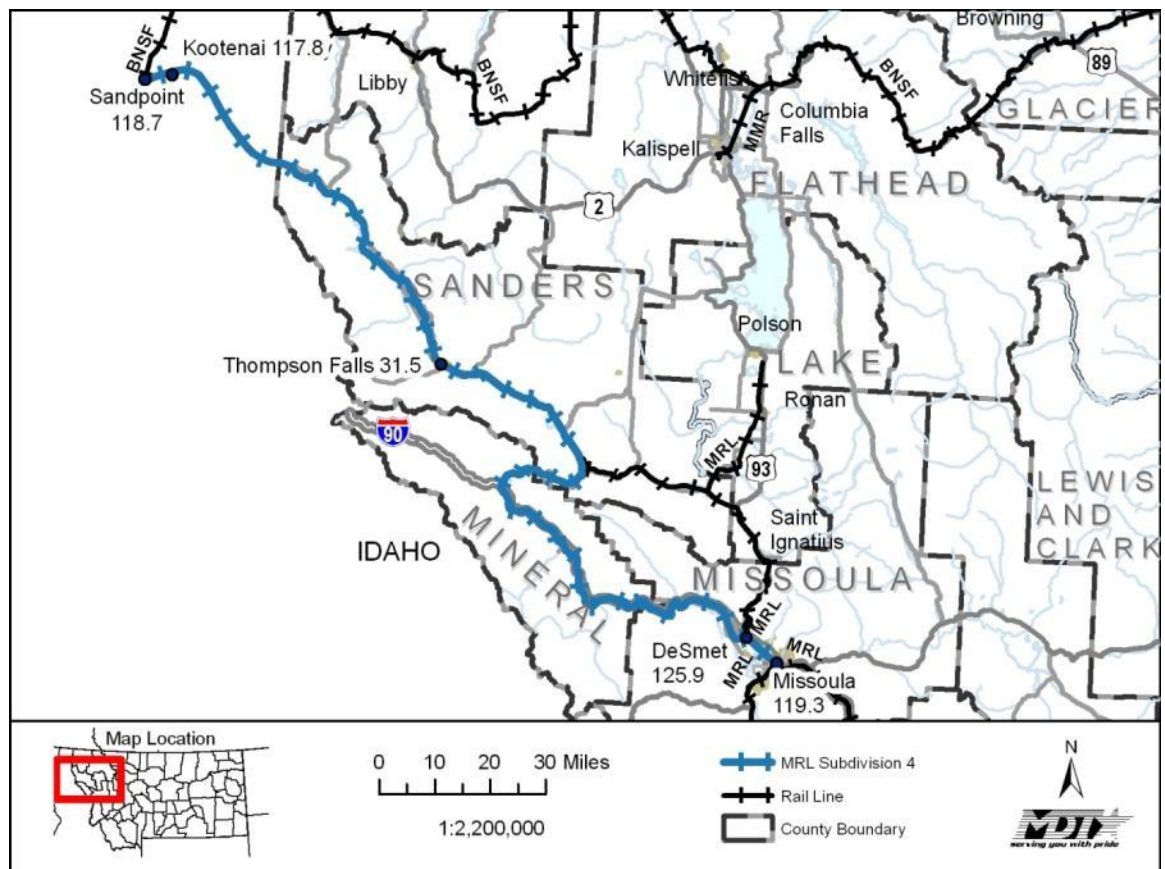 Browning
BNSF
Kootenai 117.8
Libby
BNSF
Whitefish
BNSF
89
Sandpoint
118.7
MMR
Columbia
Falls
GLACIER
Kalispell
FLATHEAD
2
SANDERS
Polson
Thompson Falls 31.5
LAKE
Ronan
90
MRL
93
LEWIS
AND
CLARK
MINERAL
Saint
Ignatius
IDAHO
MISSOULA
MRL
DeSmet
125.9
MRL
MRL
Missoula
119.3
Map Location
N
0 10 20 30 Miles
1:2,200,000
MRL Subdivision 4
Rail Line
County Boundary
MDT
serving you with pride